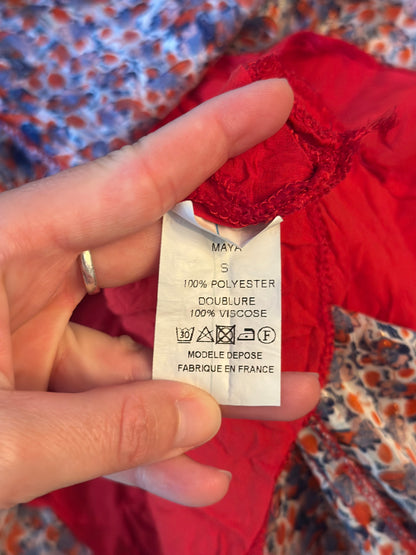 MAYA
S
100% POLYESTER
DOUBLURE
100% VISCOSE
30 F
MODELE DEPOSE
FABRIQUE EN FRANCE